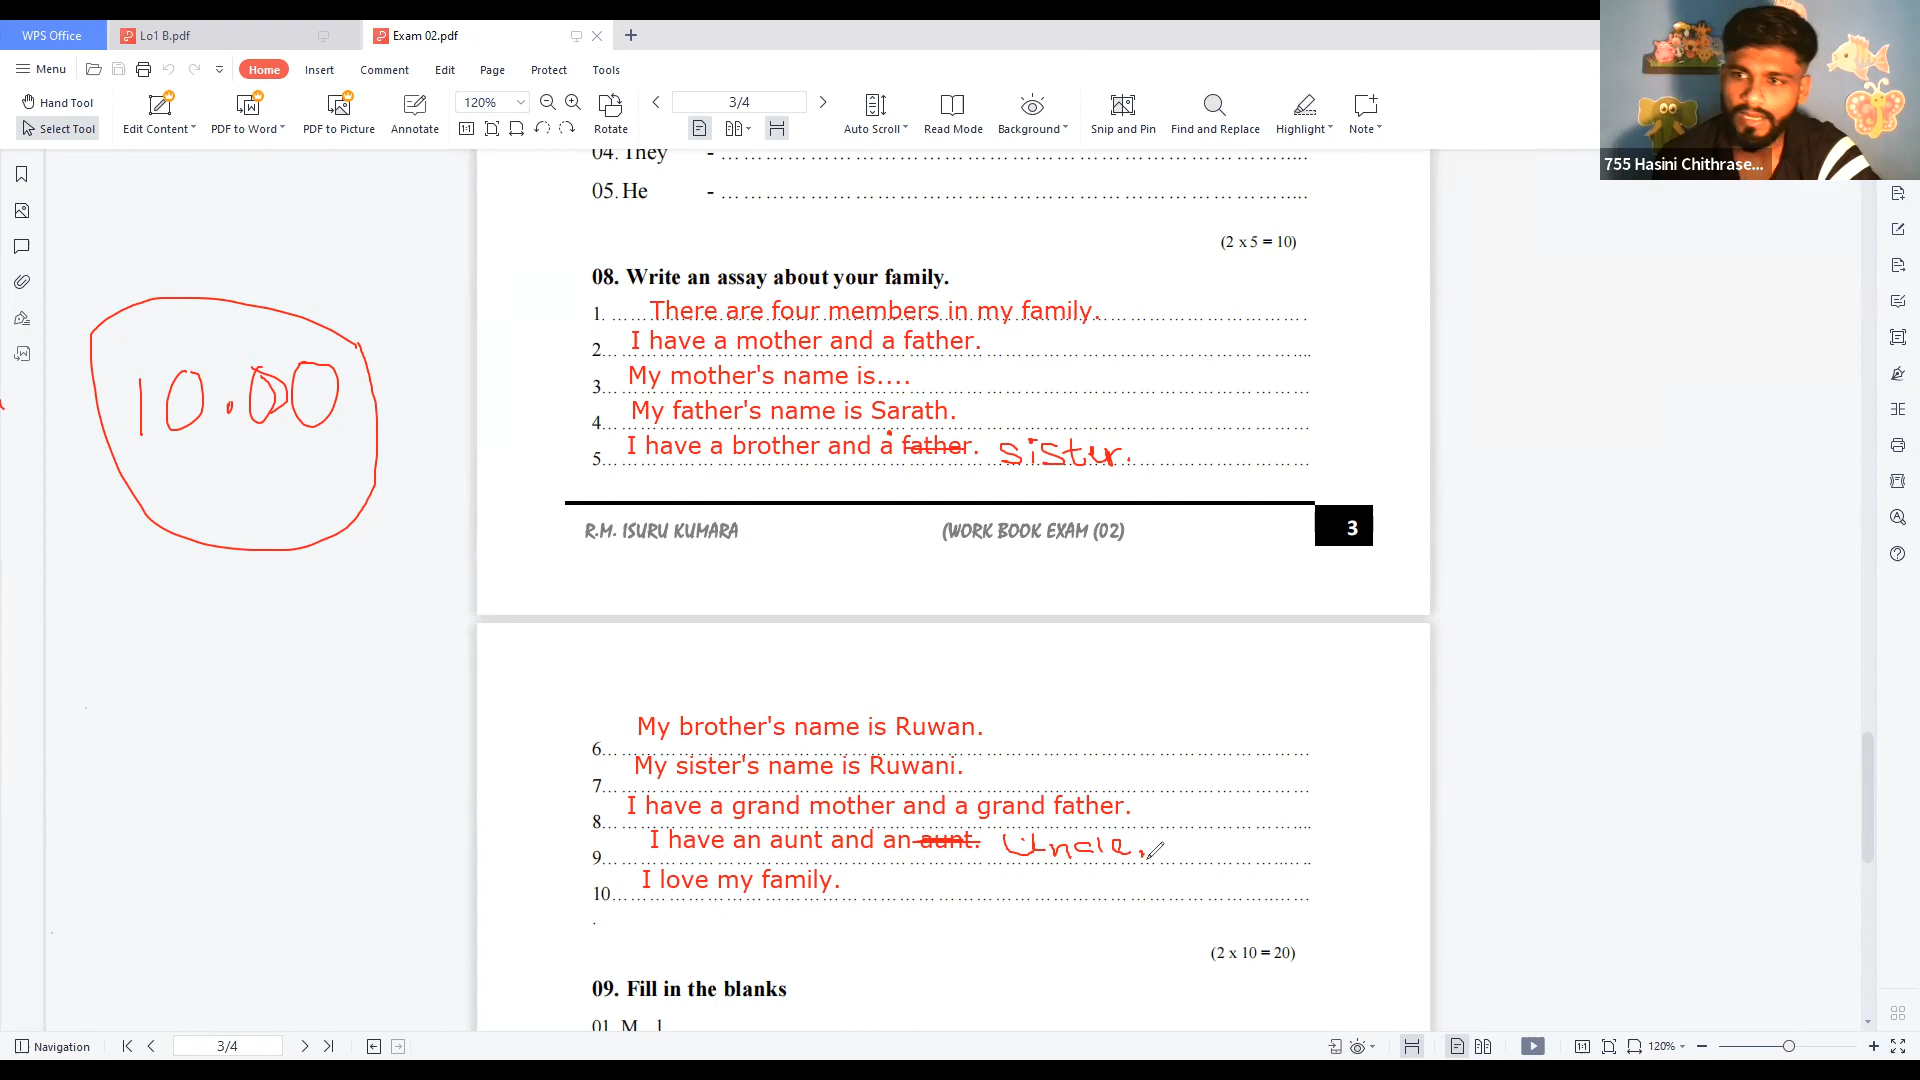 WPS Office
Lo1 B.pdf
Exam 02.pdf
Menu
Home
Insert
Comment
Edit
Page
Protect
Tools
Hand Tool
Select Tool
Edit Content
PDF to Word
PDF to Picture
Annotate
120%
Rotate
3/4
Auto Scroll
Read Mode
Background
Snip and Pin
Find and Replace
Highlight
Note
755 Hasini Chithrase...
04. They - ……………………………………………………………………
05. He - ……………………………………………………………………
(2 x 5 = 10)
08. Write an assay about your family.
1. There are four members in my family.
2… I have a mother and a father.
3… My mother's name is....
4… My father's name is Sarath.
5… I have a brother and a father. sister.
10.00
R.M. ISURU KUMARA (WORK BOOK EXAM (02) 3
6… My brother's name is Ruwan.
7… My sister's name is Ruwani.
8… I have a grand mother and a grand father.
9… I have an aunt and an aunt. Uncle.
10… I love my family.
.
(2 x 10 = 20)
09. Fill in the blanks
Navigation
3/4
120%